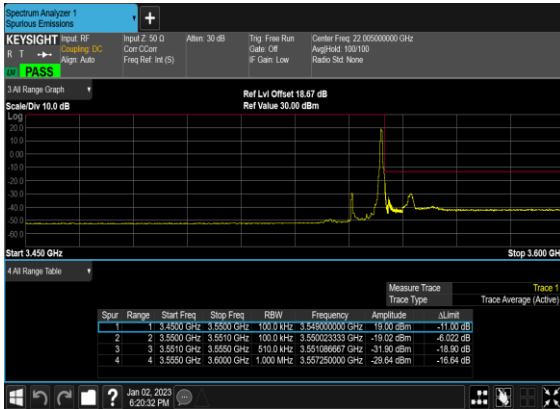 Spectrum Analyzer 1
Spurious Emissions
+
KEYSIGHT Input: RF Input Z: 50 Ω Atten: 30 dB Trig: Free Run Center Freq: 22.005000000 GHz
R T Coupling: DC Corr CCorr Gate: Off Avg|Hold: 100/100
Align: Auto Freq Ref: Int (S) IF Gain: Low Radio Std: None
LXI PASS
3 All Range Graph
Ref Lvl Offset 18.67 dB
Scale/Div 10.0 dB Ref Value 30.00 dBm
Log
20.0
10.0
0.00
-10.0
-20.0
-30.0
-40.0
-50.0
-60.0
Start 3.450 GHz Stop 3.600 GH
4 All Range Table
Measure Trace Trace 1
Trace Type Trace Average (Active)
Spur Range Start Freq Stop Freq RBW Frequency Amplitude ΔLimit
1 1 3.4500 GHz 3.5500 GHz 100.0 kHz 3.549000000 GHz 19.00 dBm -11.00 dB
2 2 3.5500 GHz 3.5510 GHz 100.0 kHz 3.550023333 GHz -19.02 dBm -6.022 dB
3 3 3.5510 GHz 3.5550 GHz 510.0 kHz 3.551086667 GHz -31.90 dBm -18.90 dB
4 4 3.5550 GHz 3.6000 GHz 1.000 MHz 3.557250000 GHz -29.64 dBm -16.64 dB
? Jan 02, 2023
6:20:32 PM